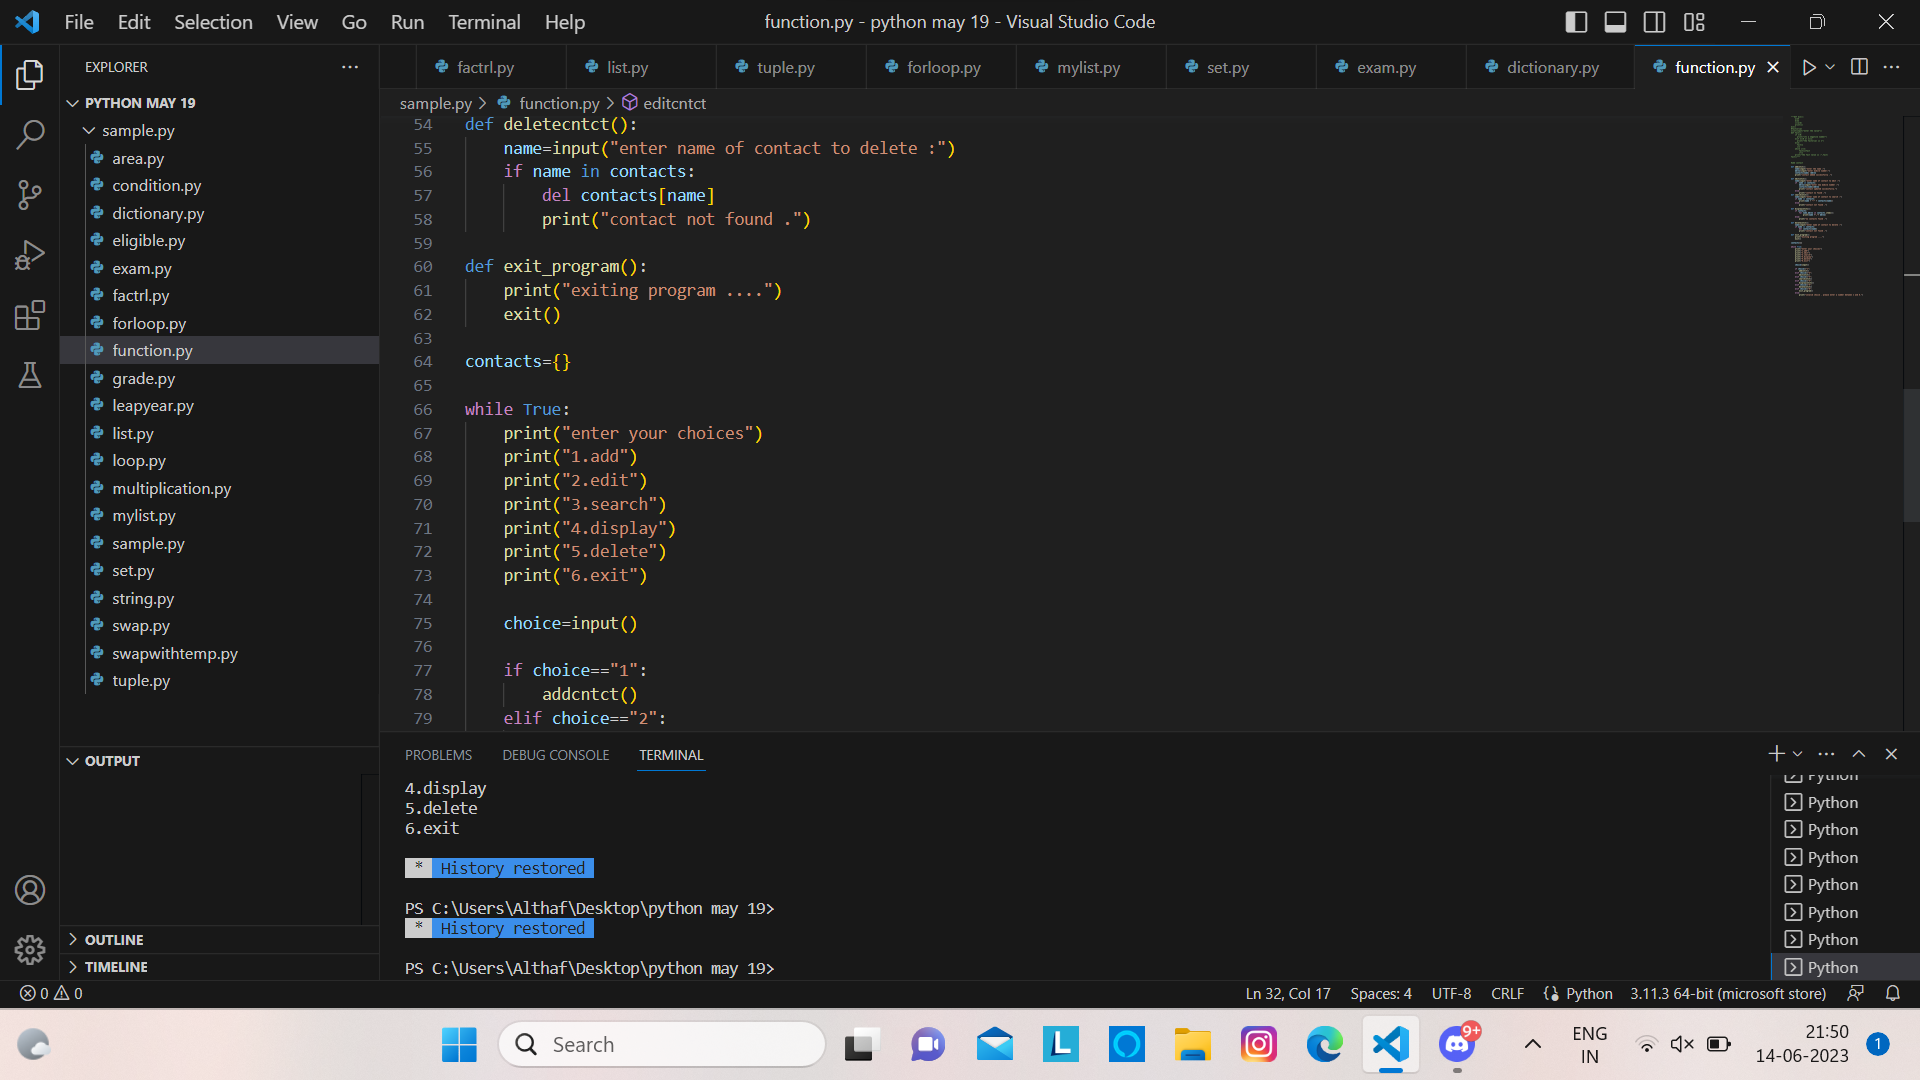 File Edit Selection View Go Run Terminal Help
function.py - python may 19 - Visual Studio Code
EXPLORER
PYTHON MAY 19
sample.py
area.py
condition.py
dictionary.py
eligible.py
exam.py
factrl.py
forloop.py
function.py
grade.py
leapyear.py
list.py
loop.py
multiplication.py
mylist.py
sample.py
set.py
string.py
swap.py
swapwithtemp.py
tuple.py
OUTPUT
OUTLINE
TIMELINE
factrl.py list.py tuple.py forloop.py mylist.py set.py exam.py dictionary.py function.py
sample.py > function.py > editcntct
54 def deletecntct():
55 name=input("enter name of contact to delete :")
56 if name in contacts:
57 del contacts[name]
58 print("contact not found .")
59
60 def exit_program():
61 print("exiting program ....")
62 exit()
63
64 contacts={}
65
66 while True:
67 print("enter your choices")
68 print("1.add")
69 print("2.edit")
70 print("3.search")
71 print("4.display")
72 print("5.delete")
73 print("6.exit")
74
75 choice=input()
76
77 if choice=="1":
78 addcntct()
79 elif choice=="2":
PROBLEMS DEBUG CONSOLE TERMINAL
4.display
5.delete
6.exit
* History restored
PS C:\Users\Althaf\Desktop\python may 19>
* History restored
PS C:\Users\Althaf\Desktop\python may 19>
Python
Python
Python
Python
Python
Python
Python
Python
0 0
Ln 32, Col 17 Spaces: 4 UTF-8 CRLF Python 3.11.3 64-bit (microsoft store)
Search
L
9+
ENG
IN
21:50
14-06-2023
1